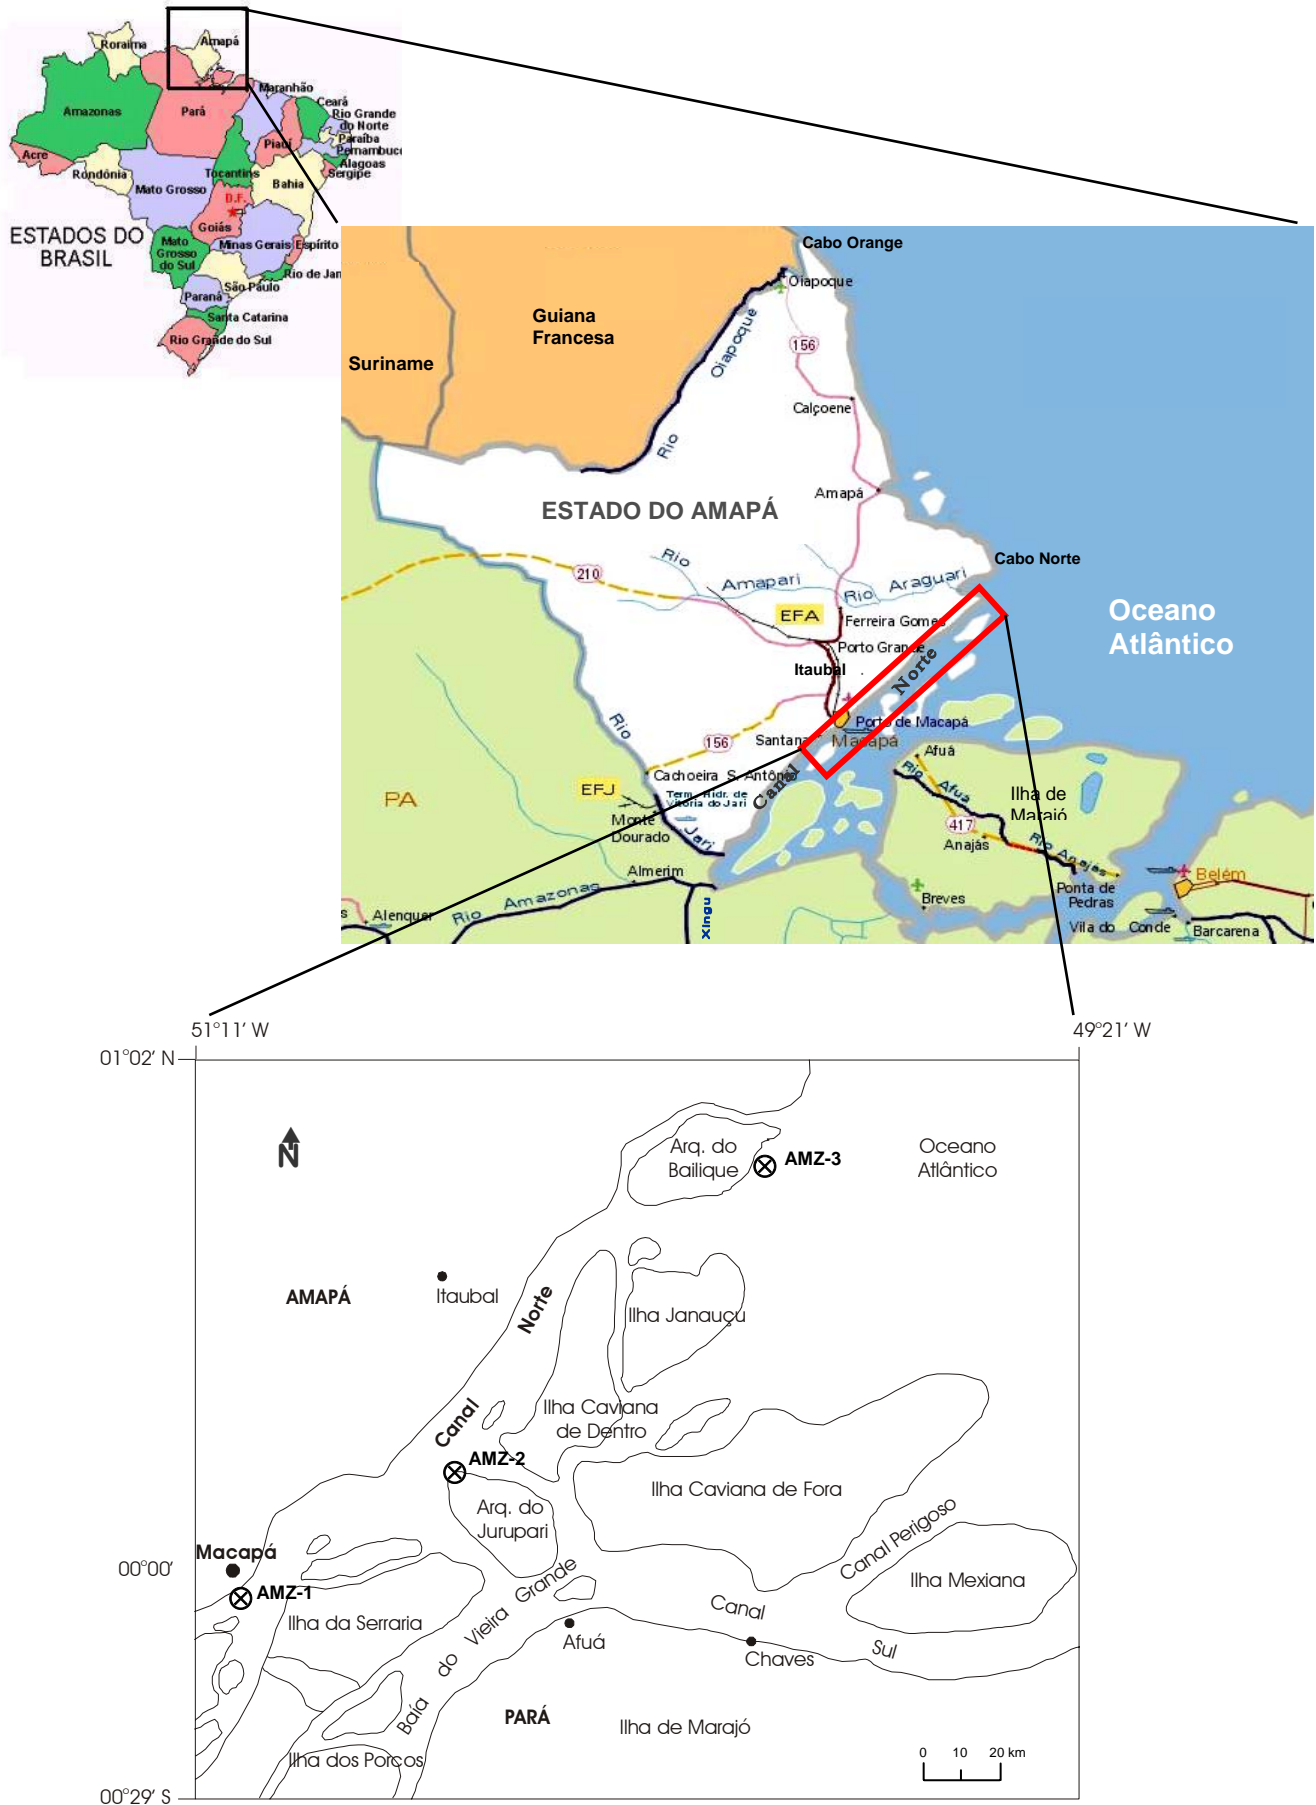 Roraima
Amapá
Amazonas
Pará
Maranhão
Ceará
Rio Grande
do Norte
Paraíba
Pernambuc
Alagoas
Sergipe
Piauí
Acre
Rondônia
Tocantins
Mato Grosso
Bahia
D.F.
Goiás
ESTADOS DO
BRASIL
Mato
Grosso
do Sul
Minas Gerais
Espírito
São Paulo
Rio de Jan
Paraná
Santa Catarina
Rio Grande do Sul
Cabo Orange
Oiapoque
Guiana
Francesa
Suriname
Rio Oiapoque
156
Calçoene
Amapá
ESTADO DO AMAPÁ
Cabo Norte
210
Rio Amapari
Rio Araguari
EFA
Ferreira Gomes
Porto Grande
Itaubal
Oceano
Atlântico
Canal Norte
Porto de Macapá
Macapá
Santana
156
Rio Jari
Cachoeira S. Antônio
EFJ
Term. Hidr. de
Vitória do Jari
Monte
Dourado
PA
Afuá
Rio Afuá
Ilha de
Marajó
417
Anajás
Rio Anajás
Almerim
Rio Amazonas
s
Alenquer
Xingu
Breves
Ponta de
Pedras
Belém
Vila do Conde
Barcarena
51°11' W
49°21' W
01°02' N
N
Arq. do
Bailique
AMZ-3
Oceano
Atlântico
AMAPÁ
Itaubal
Canal Norte
Ilha Janauçu
Ilha Caviana
de Dentro
AMZ-2
Arq. do
Jurupari
Ilha Caviana de Fora
Canal Perigoso
Ilha Mexiana
Macapá
00°00'
AMZ-1
Ilha da Serraria
Baía do Vieira Grande
Afuá
Canal Sul
Chaves
PARÁ
Ilha de Marajó
Ilha dos Porcos
0 10 20 km
00°29' S